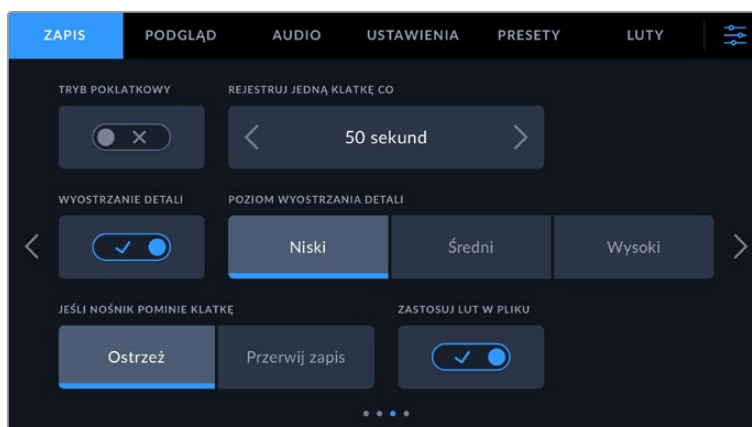 ZAPIS PODGLĄD AUDIO USTAWIENIA PRESETY LUTY
TRYB POKLATKOWY REJESTRUJ JEDNĄ KLATKĘ CO
50 sekund
WYOSTRZANIE DETALI POZIOM WYOSTRZANIA DETALI
Niski Średni Wysoki
JEŚLI NOŚNIK POMINIE KLATKĘ ZASTOSUJ LUT W PLIKU
Ostrzeż Przerwij zapis